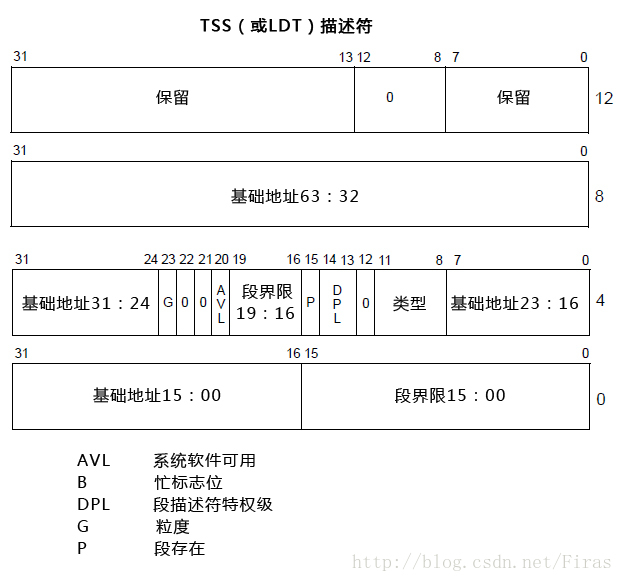 TSS（或LDT）描述符
31 13 12 8 7 0
保留 0 保留 12
31 0
基础地址63：32 8
31 24 23 22 21 20 19 16 15 14 13 12 11 8 7 0
基础地址31：24 G 0 0 AVL 段界限19：16 P DPL 0 类型 基础地址23：16 4
31 16 15 0
基础地址15：00 段界限15：00 0
AVL 系统软件可用
B 忙标志位
DPL 段描述符特权级
G 粒度
P 段存在
http://blog.csdn.net/Firas